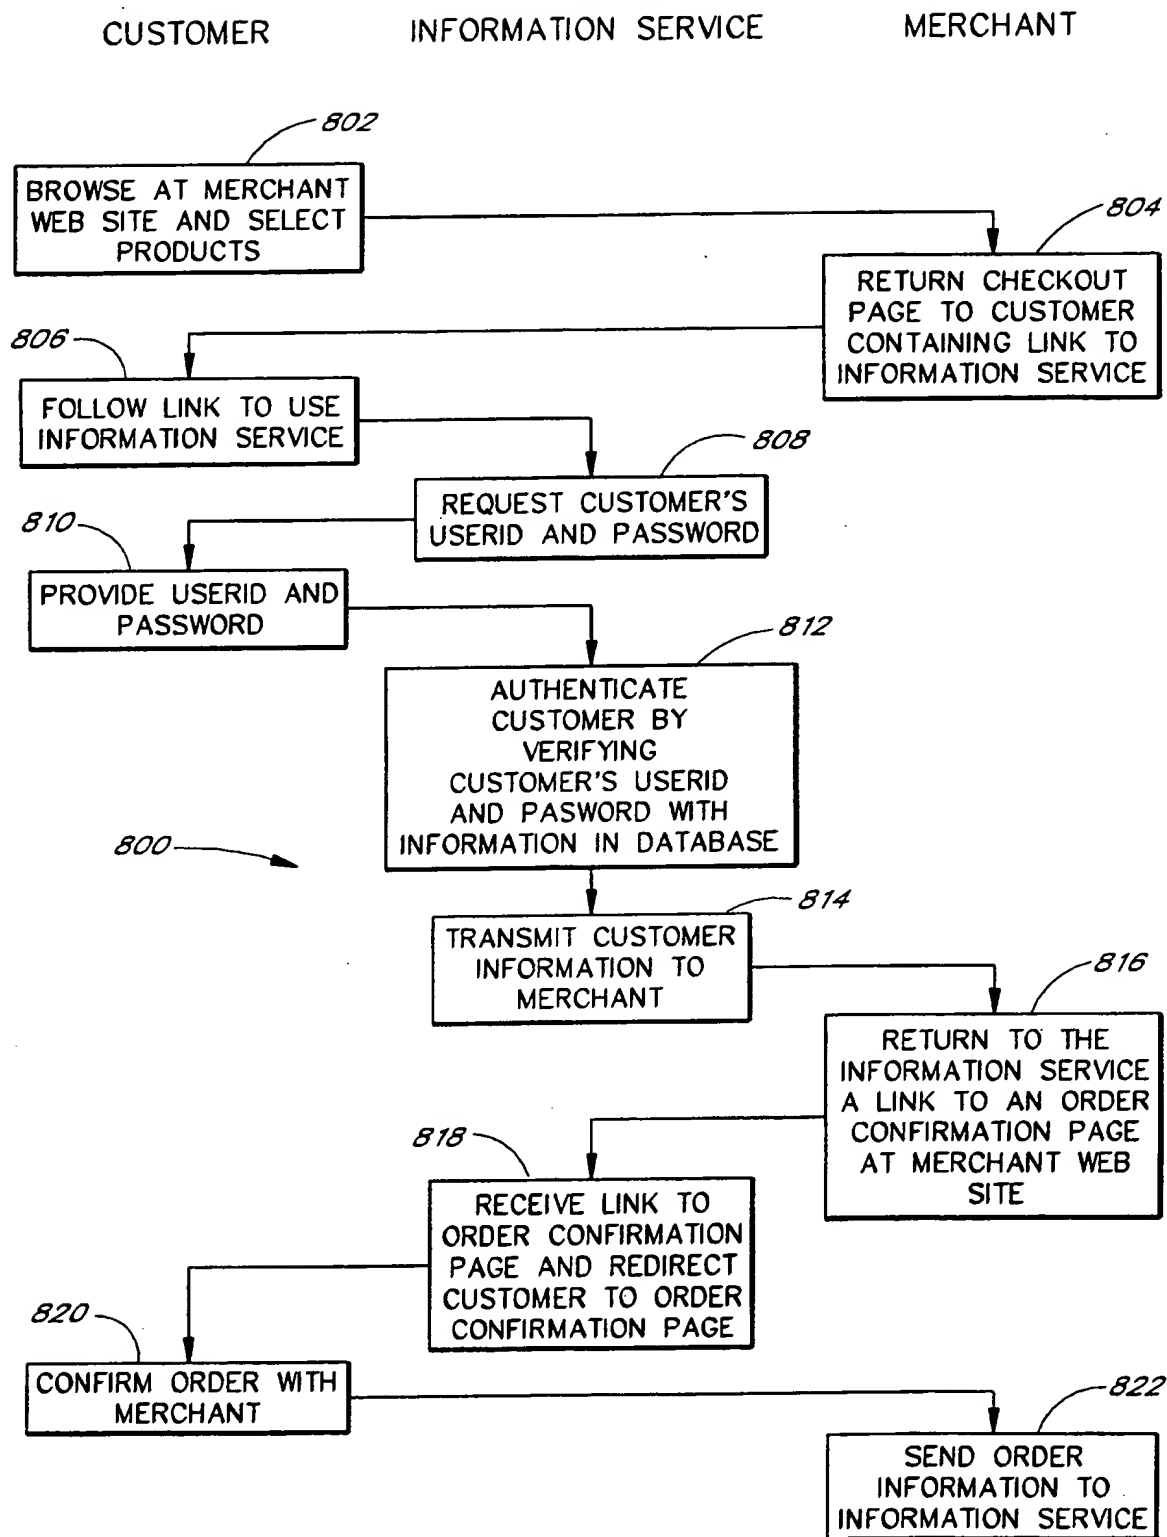 CUSTOMER INFORMATION SERVICE MERCHANT
802
BROWSE AT MERCHANT
WEB SITE AND SELECT
PRODUCTS
804
RETURN CHECKOUT
PAGE TO CUSTOMER
CONTAINING LINK TO
INFORMATION SERVICE
806
FOLLOW LINK TO USE
INFORMATION SERVICE
808
REQUEST CUSTOMER'S
USERID AND PASSWORD
810
PROVIDE USERID AND
PASSWORD
812
AUTHENTICATE
CUSTOMER BY
VERIFYING
CUSTOMER'S USERID
AND PASWORD WITH
INFORMATION IN DATABASE
800
814
TRANSMIT CUSTOMER
INFORMATION TO
MERCHANT
816
RETURN TO THE
INFORMATION SERVICE
A LINK TO AN ORDER
CONFIRMATION PAGE
AT MERCHANT WEB
SITE
818
RECEIVE LINK TO
ORDER CONFIRMATION
PAGE AND REDIRECT
CUSTOMER TO ORDER
CONFIRMATION PAGE
820
CONFIRM ORDER WITH
MERCHANT
822
SEND ORDER
INFORMATION TO
INFORMATION SERVICE